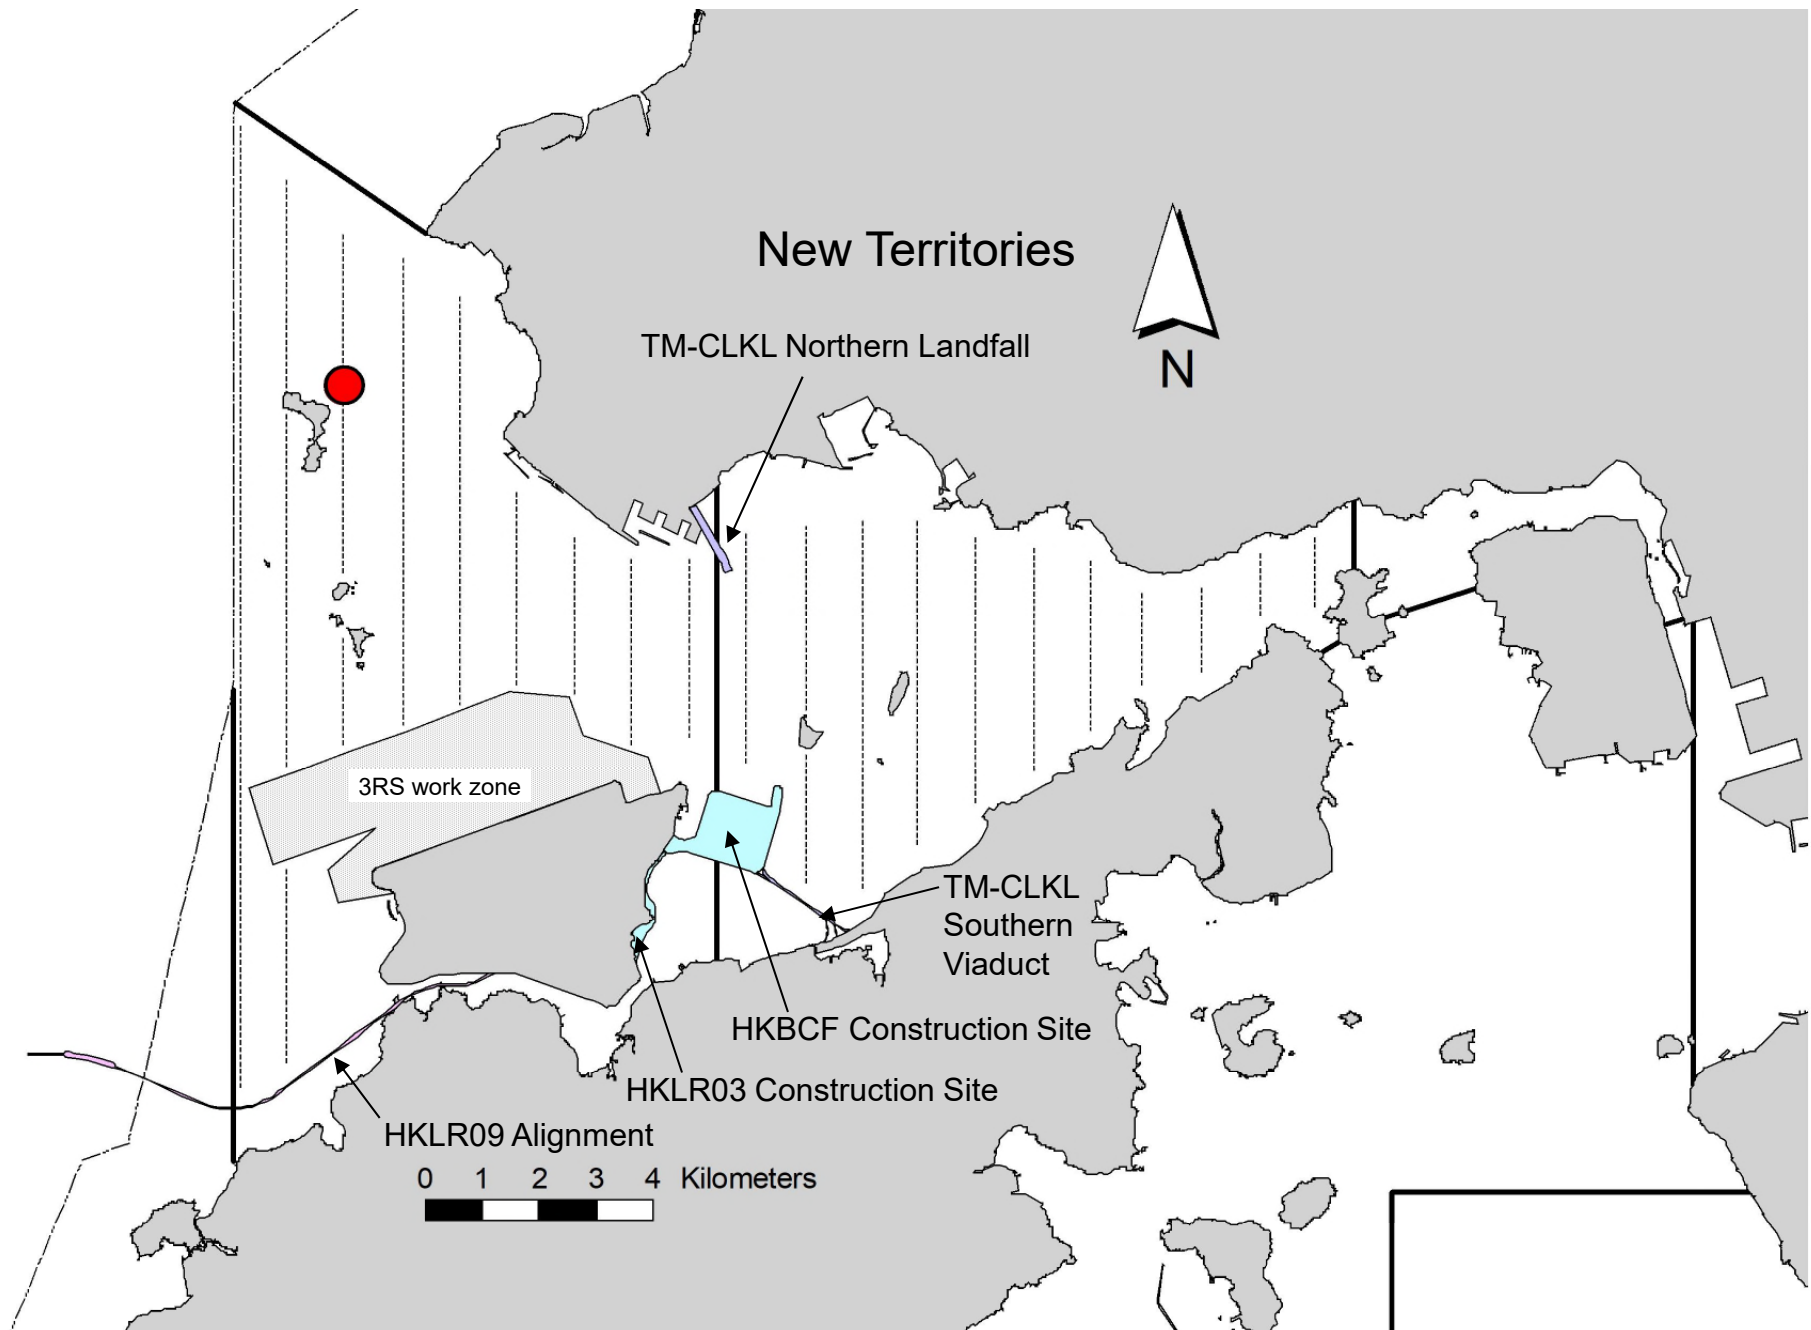 New Territories
TM-CLKL Northern Landfall
N
3RS work zone
TM-CLKL
Southern
Viaduct
HKBCF Construction Site
HKLR03 Construction Site
HKLR09 Alignment
0 1 2 3 4 Kilometers